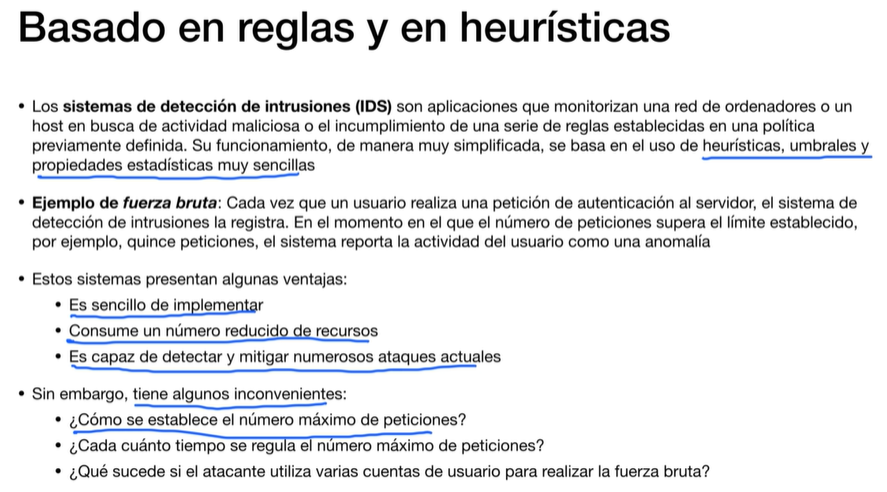 Basado en reglas y en heurísticas
• Los sistemas de detección de intrusiones (IDS) son aplicaciones que monitorizan una red de ordenadores o un
host en busca de actividad maliciosa o el incumplimiento de una serie de reglas establecidas en una política
previamente definida. Su funcionamiento, de manera muy simplificada, se basa en el uso de heurísticas, umbrales y
propiedades estadísticas muy sencillas
• Ejemplo de fuerza bruta: Cada vez que un usuario realiza una petición de autenticación al servidor, el sistema de
detección de intrusiones la registra. En el momento en el que el número de peticiones supera el límite establecido,
por ejemplo, quince peticiones, el sistema reporta la actividad del usuario como una anomalía
• Estos sistemas presentan algunas ventajas:
• Es sencillo de implementar
• Consume un número reducido de recursos
• Es capaz de detectar y mitigar numerosos ataques actuales
• Sin embargo, tiene algunos inconvenientes:
• ¿Cómo se establece el número máximo de peticiones?
• ¿Cada cuánto tiempo se regula el número máximo de peticiones?
• ¿Qué sucede si el atacante utiliza varias cuentas de usuario para realizar la fuerza bruta?